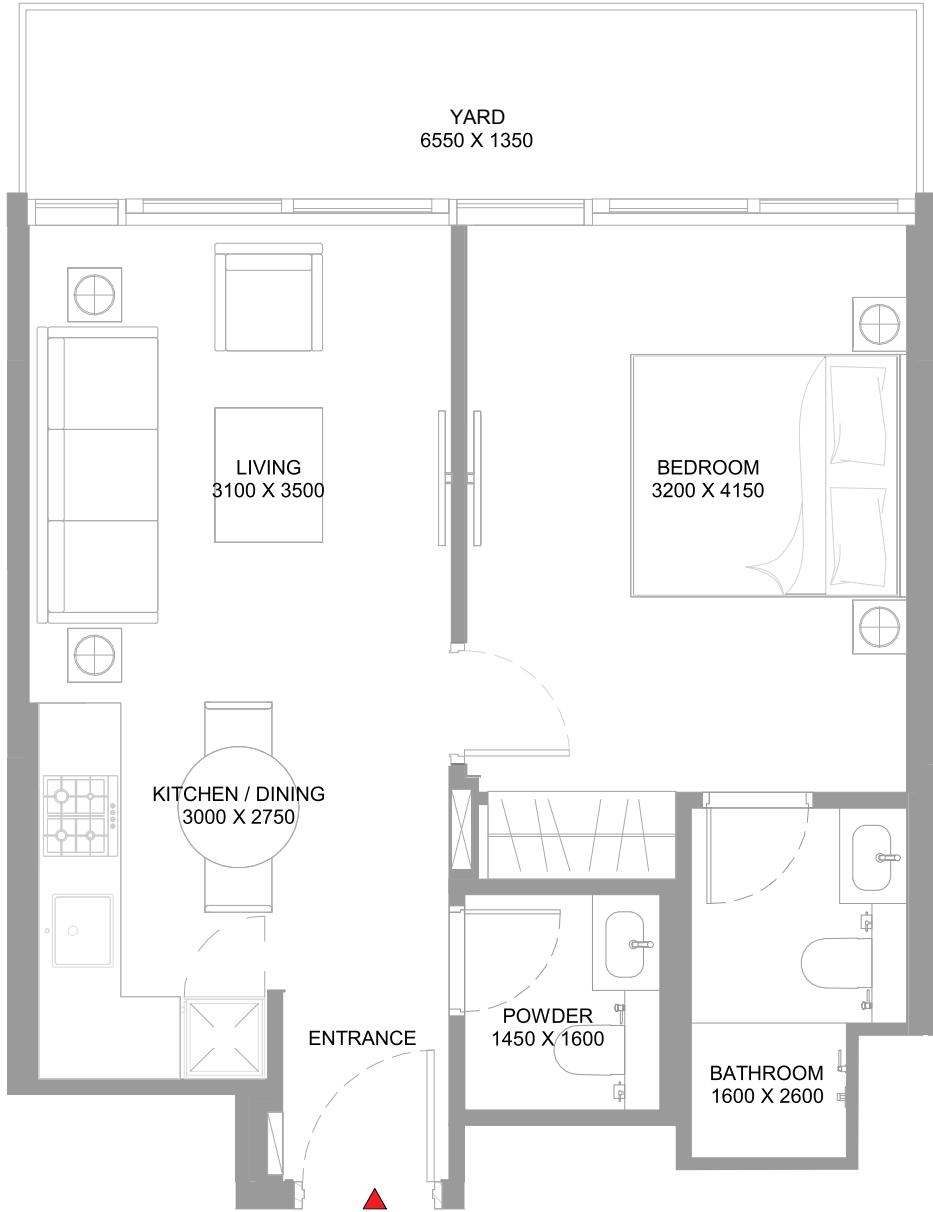 YARD
6550 X 1350
LIVING
3100 X 3500
BEDROOM
3200 X 4150
KITCHEN / DINING
3000 X 2750
POWDER
1450 X 1600
ENTRANCE
BATHROOM
1600 X 2600